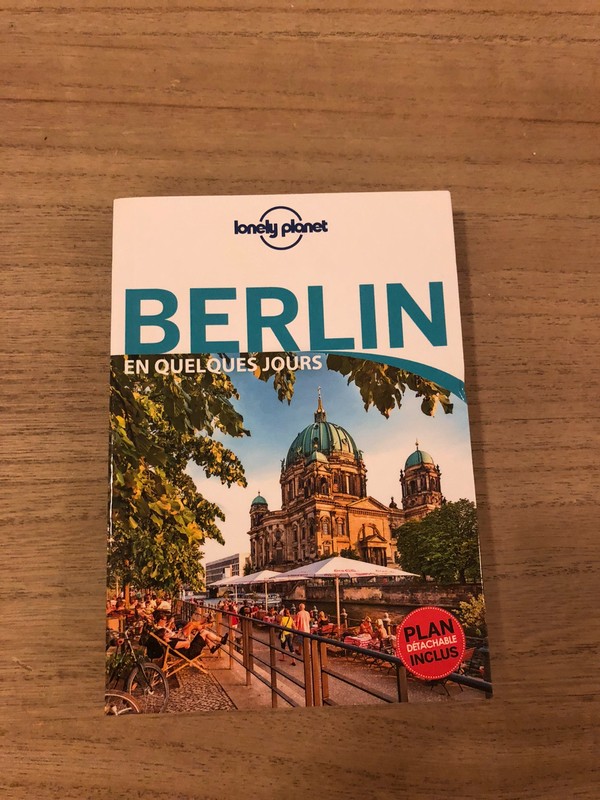 lonely planet
BERLIN
EN QUELQUES JOURS
PLAN
DÉTACHABLE
INCLUS